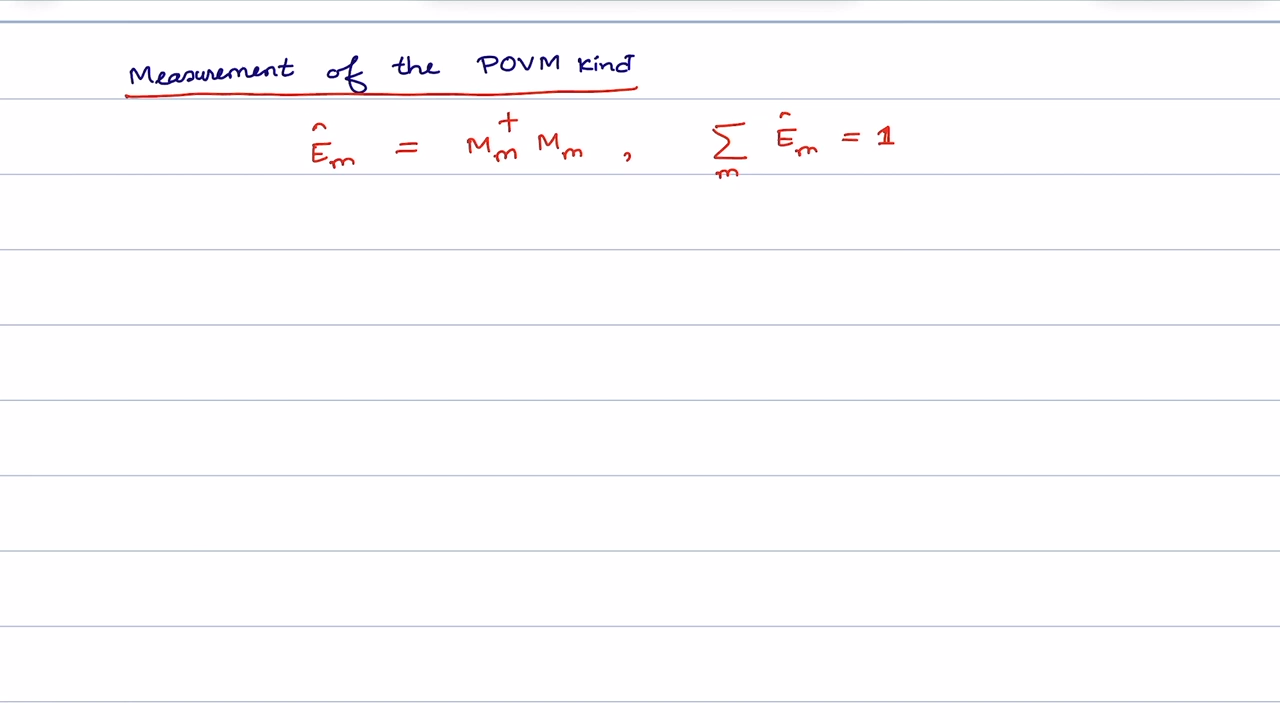 Measurement of the POVM kind
Ê_m = M_m^† M_m , ∑_m Ê_m = 1